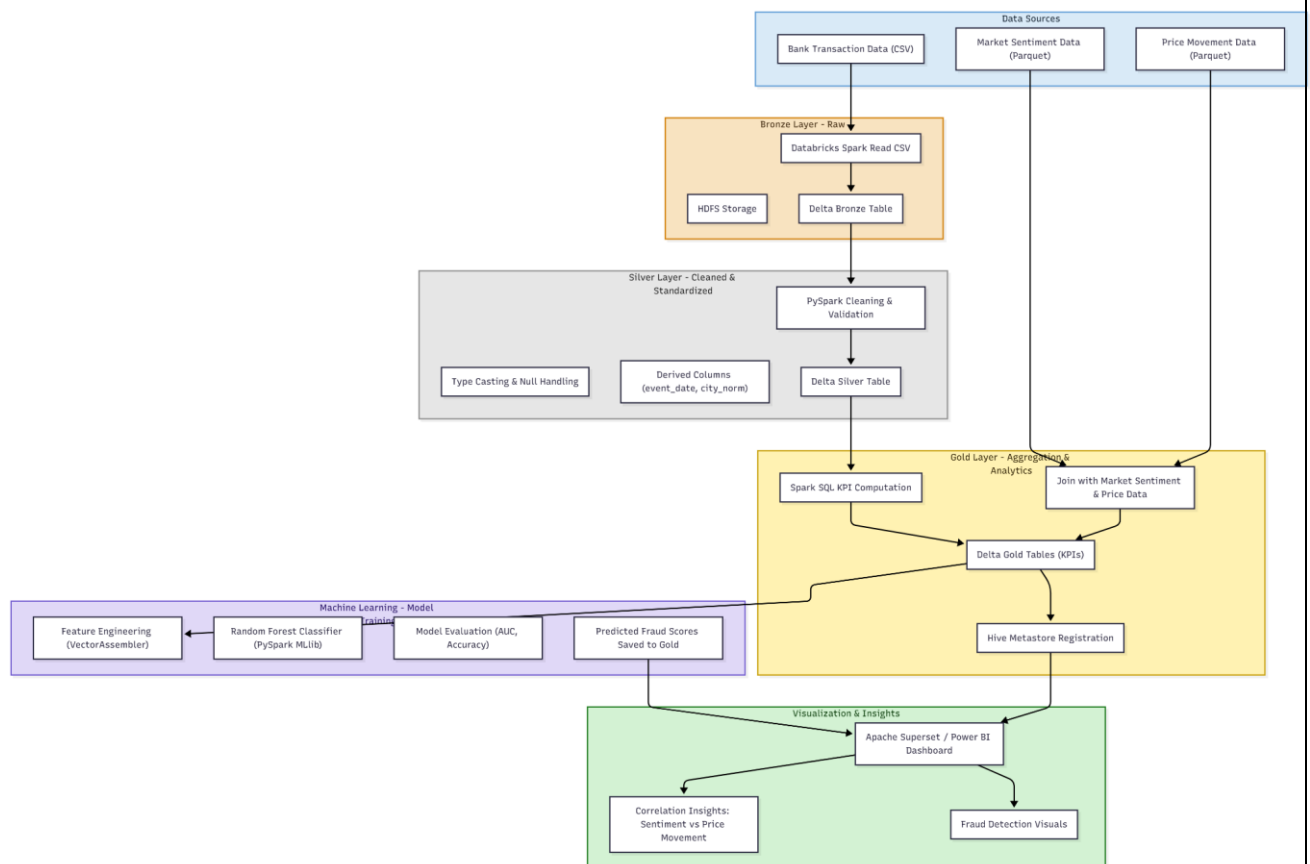 Data Sources
Bank Transaction Data (CSV)
Market Sentiment Data
(Parquet)
Price Movement Data
(Parquet)
Bronze Layer - Raw
Databricks Spark Read CSV
HDFS Storage
Delta Bronze Table
Silver Layer - Cleaned &
Standardized
PySpark Cleaning &
Validation
Type Casting & Null Handling
Derived Columns
(event_date, city_norm)
Delta Silver Table
Gold Layer - Aggregation &
Analytics
Spark SQL KPI Computation
Join with Market Sentiment
& Price Data
Delta Gold Tables (KPIs)
Hive Metastore Registration
Machine Learning - Model
Training
Feature Engineering
(VectorAssembler)
Random Forest Classifier
(PySpark MLlib)
Model Evaluation (AUC,
Accuracy)
Predicted Fraud Scores
Saved to Gold
Visualization & Insights
Apache Superset / Power BI
Dashboard
Correlation Insights:
Sentiment vs Price
Movement
Fraud Detection Visuals